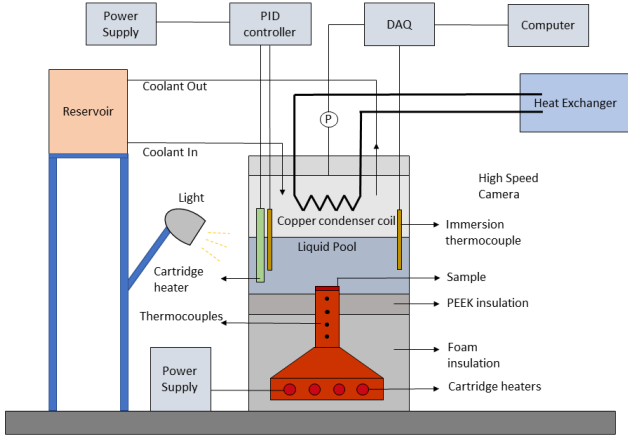 Power
Supply
PID
controller
DAQ
Computer
Reservoir
Coolant Out
Coolant In
P
Heat Exchanger
Light
High Speed
Camera
Copper condenser coil
Immersion
thermocouple
Liquid Pool
Cartridge
heater
Sample
PEEK insulation
Thermocouples
Foam
insulation
Power
Supply
Cartridge heaters